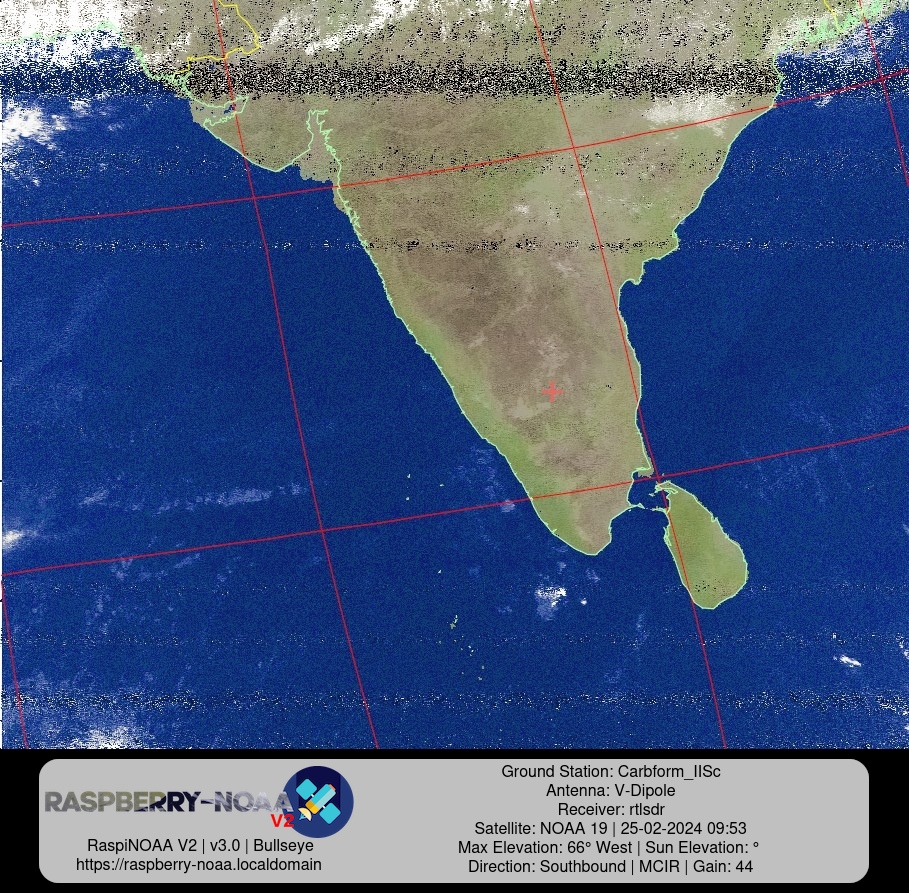 RASPBERRY-NOAA
V2
RaspiNOAA V2 | v3.0 | Bullseye
https://raspberry-noaa.localdomain
Ground Station: Carbform_IISc
Antenna: V-Dipole
Receiver: rtlsdr
Satellite: NOAA 19 | 25-02-2024 09:53
Max Elevation: 66° West | Sun Elevation: °
Direction: Southbound | MCIR | Gain: 44